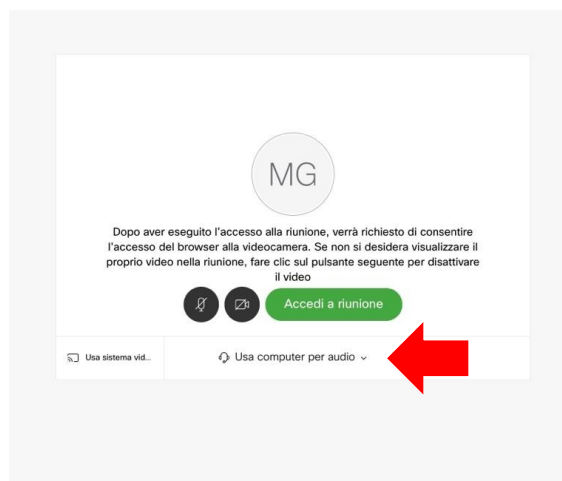 MG
Dopo aver eseguito l'accesso alla riunione, verrà richiesto di consentire
l'accesso del browser alla videocamera. Se non si desidera visualizzare il
proprio video nella riunione, fare clic sul pulsante seguente per disattivare
il video
Accedi a riunione
Usa sistema vid...
Usa computer per audio